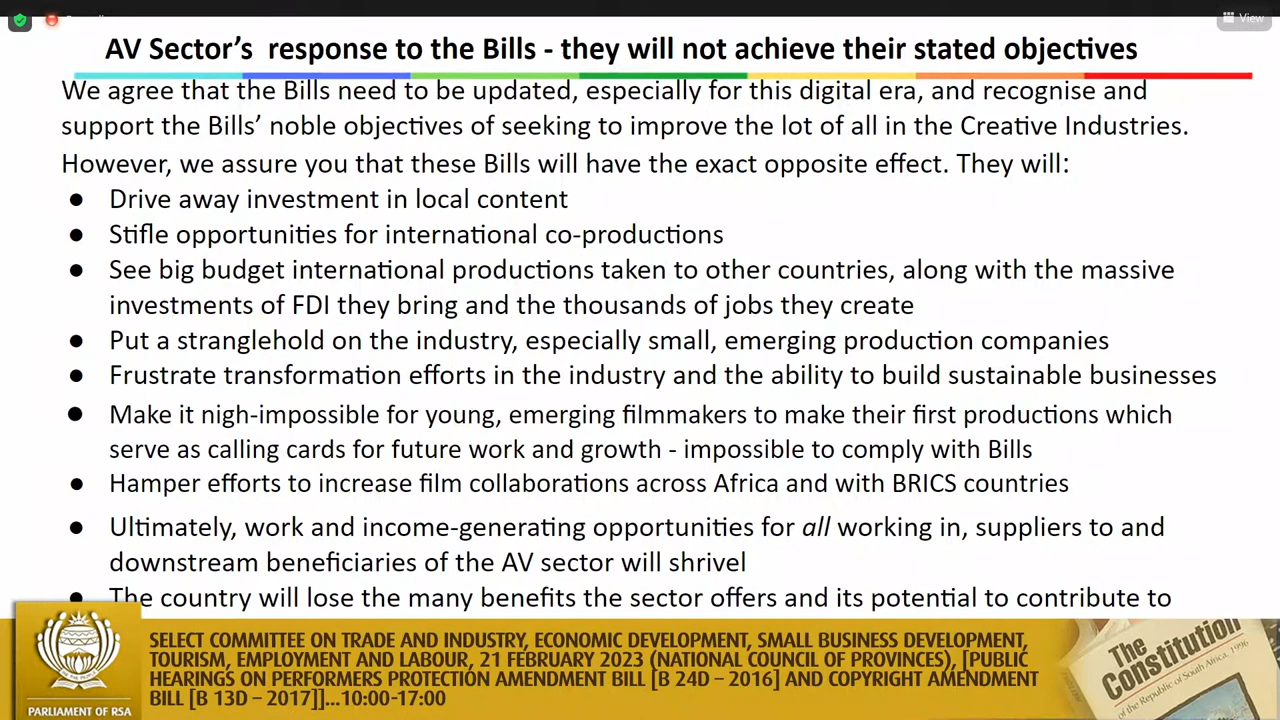 View
AV Sector's response to the Bills - they will not achieve their stated objectives
We agree that the Bills need to be updated, especially for this digital era, and recognise and
support the Bills' noble objectives of seeking to improve the lot of all in the Creative Industries.
However, we assure you that these Bills will have the exact opposite effect. They will:
● Drive away investment in local content
● Stifle opportunities for international co-productions
● See big budget international productions taken to other countries, along with the massive
investments of FDI they bring and the thousands of jobs they create
● Put a stranglehold on the industry, especially small, emerging production companies
● Frustrate transformation efforts in the industry and the ability to build sustainable businesses
● Make it nigh-impossible for young, emerging filmmakers to make their first productions which
serve as calling cards for future work and growth - impossible to comply with Bills
● Hamper efforts to increase film collaborations across Africa and with BRICS countries
● Ultimately, work and income-generating opportunities for all working in, suppliers to and
downstream beneficiaries of the AV sector will shrivel
● The country will lose the many benefits the sector offers and its potential to contribute to
SELECT COMMITTEE ON TRADE AND INDUSTRY, ECONOMIC DEVELOPMENT, SMALL BUSINESS DEVELOPMENT,
TOURISM, EMPLOYMENT AND LABOUR, 21 FEBRUARY 2023 (NATIONAL COUNCIL OF PROVINCES), [PUBLIC
HEARINGS ON PERFORMERS PROTECTION AMENDMENT BILL [B 24D – 2016] AND COPYRIGHT AMENDMENT
BILL [B 13D – 2017]]...10:00-17:00
PARLIAMENT OF RSA
The
Constitution
of the Republic of South Africa, 1996